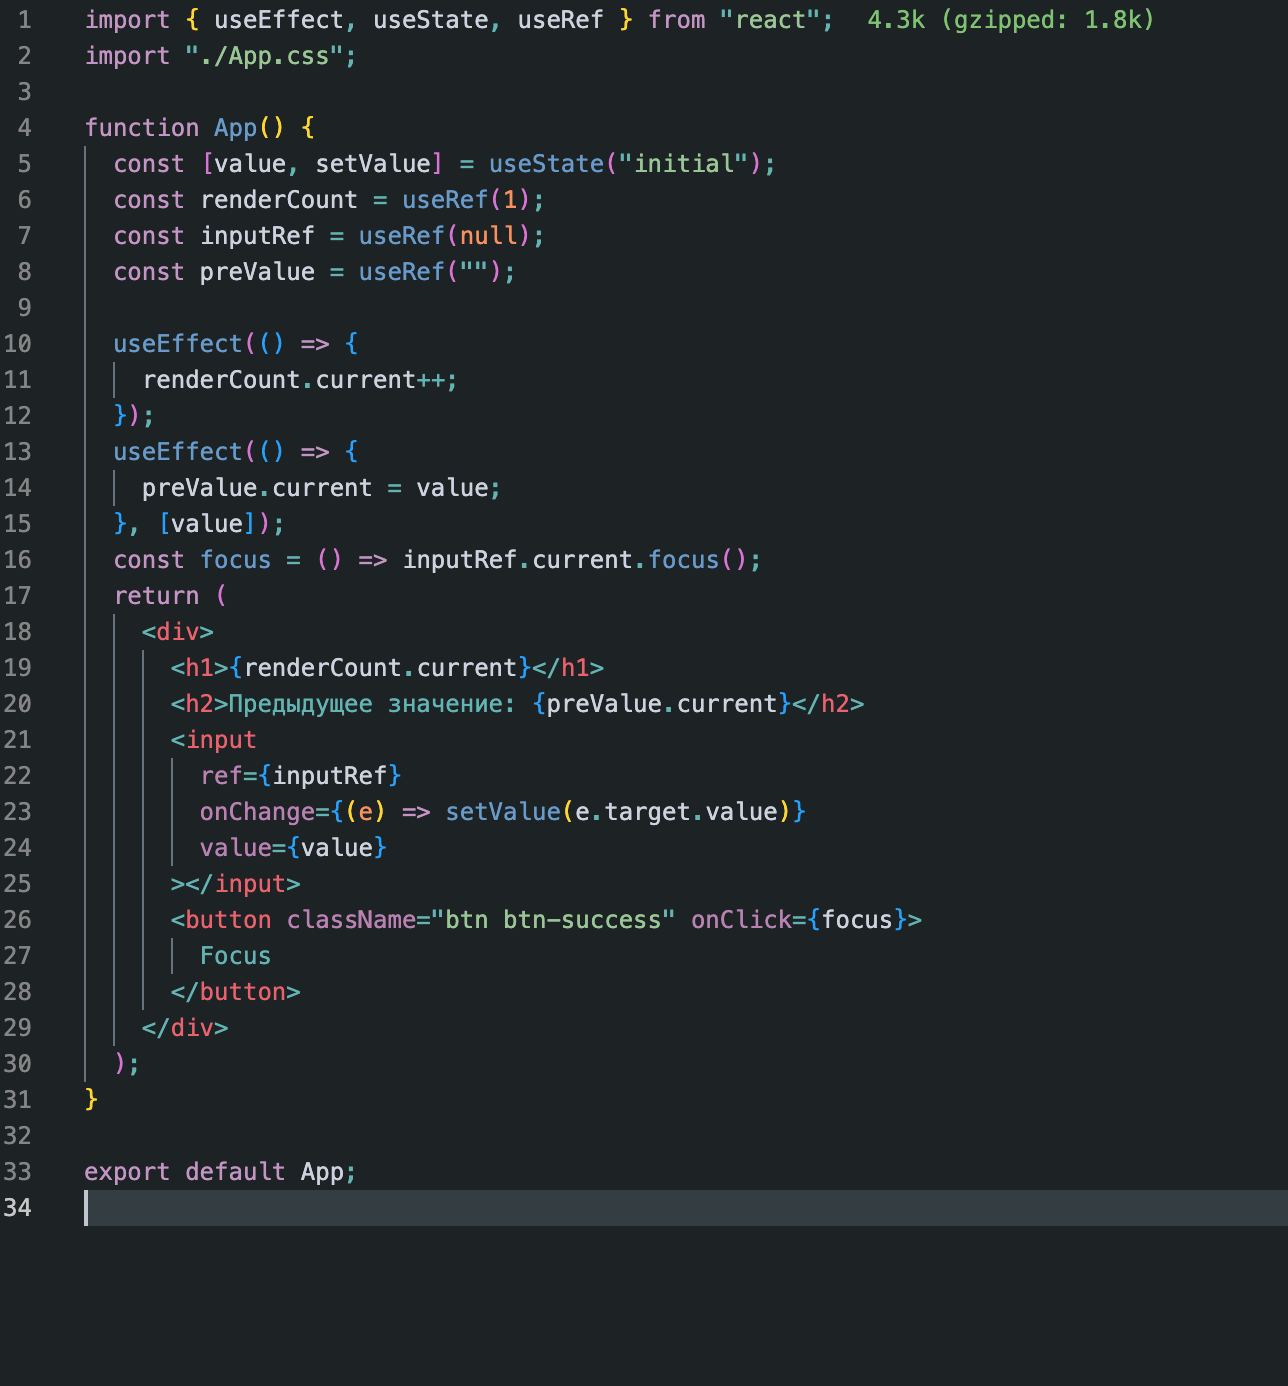 1 import { useEffect, useState, useRef } from "react"; 4.3k (gzipped: 1.8k)
2 import "./App.css";
3
4 function App() {
5   const [value, setValue] = useState("initial");
6   const renderCount = useRef(1);
7   const inputRef = useRef(null);
8   const preValue = useRef("");
9
10   useEffect(() => {
11     renderCount.current++;
12   });
13   useEffect(() => {
14     preValue.current = value;
15   }, [value]);
16   const focus = () => inputRef.current.focus();
17   return (
18     <div>
19       <h1>{renderCount.current}</h1>
20       <h2>Предыдущее значение: {preValue.current}</h2>
21       <input
22         ref={inputRef}
23         onChange={(e) => setValue(e.target.value)}
24         value={value}
25       ></input>
26       <button className="btn btn-success" onClick={focus}>
27         Focus
28       </button>
29     </div>
30   );
31 }
32
33 export default App;
34